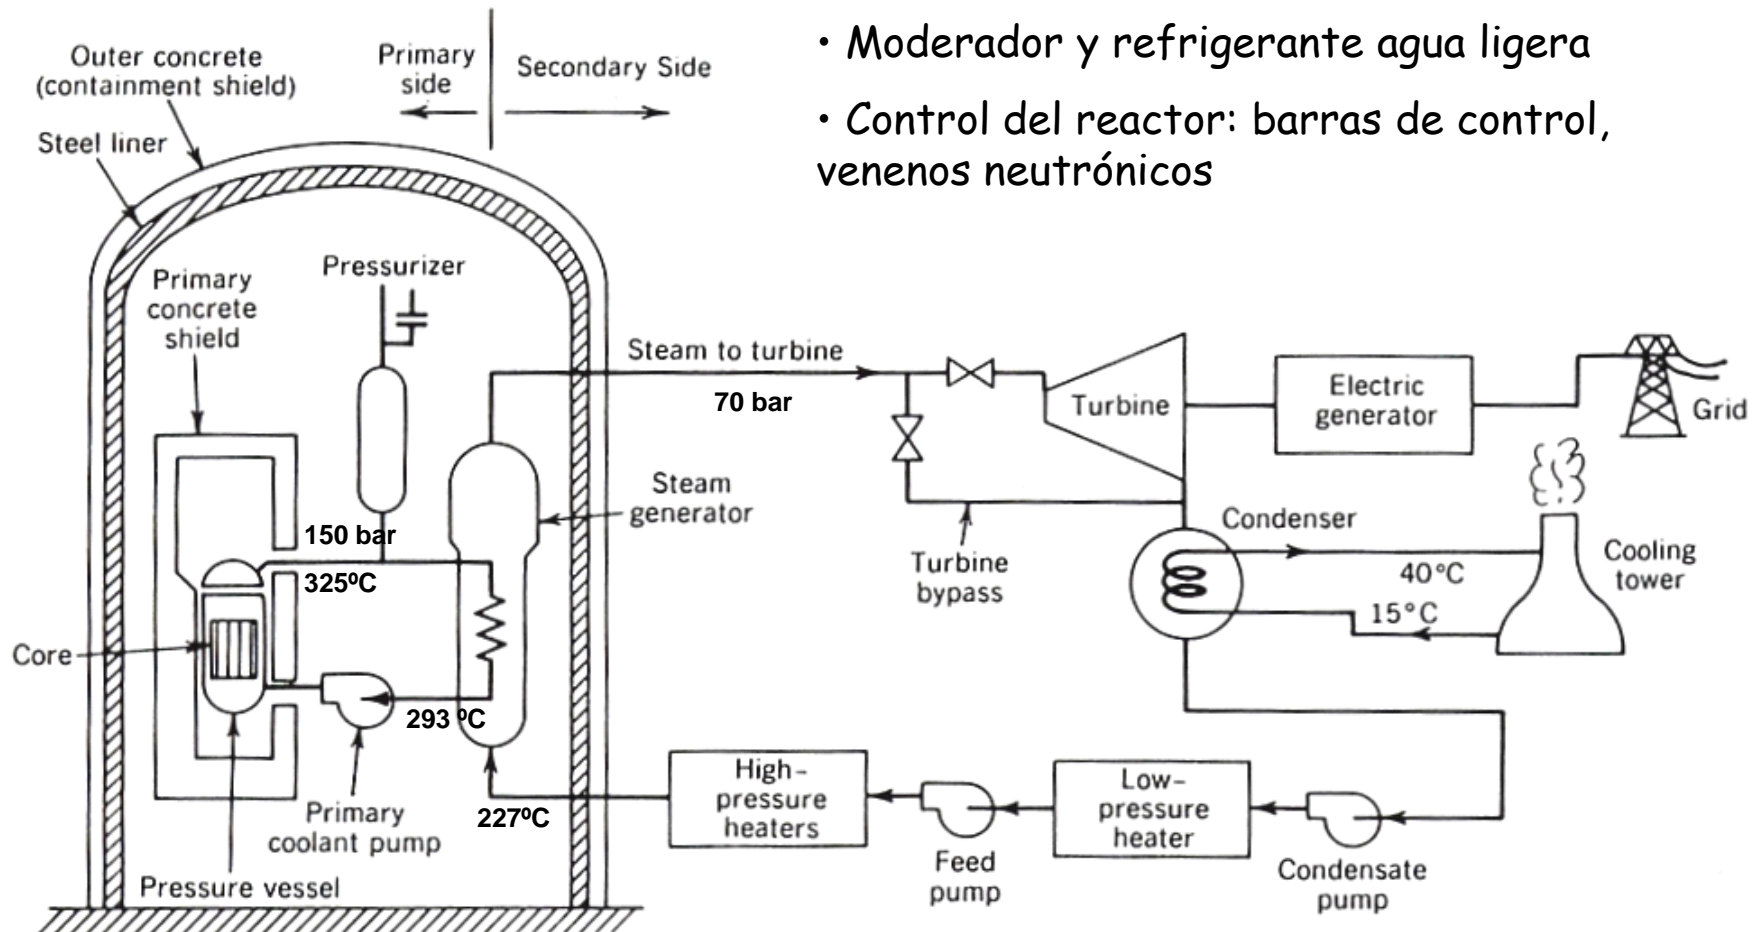 • Moderador y refrigerante agua ligera
• Control del reactor: barras de control,
venenos neutrónicos
Outer concrete
(containment shield)
Steel liner
Primary
side
Secondary Side
Primary
concrete
shield
Pressurizer
Steam to turbine
70 bar
Turbine
Electric
generator
Grid
Steam
generator
150 bar
325ºC
Turbine
bypass
Condenser
40°C
15°C
Cooling
tower
Core
293 ºC
227ºC
Primary
coolant pump
Pressure vessel
High-
pressure
heaters
Feed
pump
Low-
pressure
heater
Condensate
pump